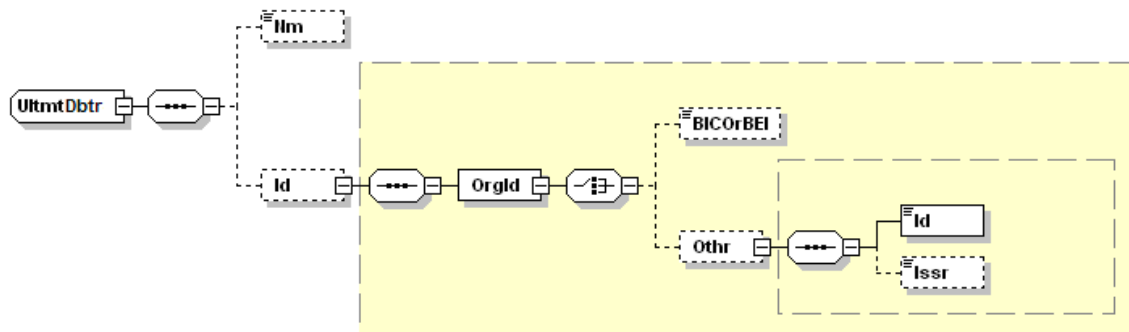 Nm
UltmtDbtr
BICOrBEI
Id
OrgId
Othr
Id
Issr